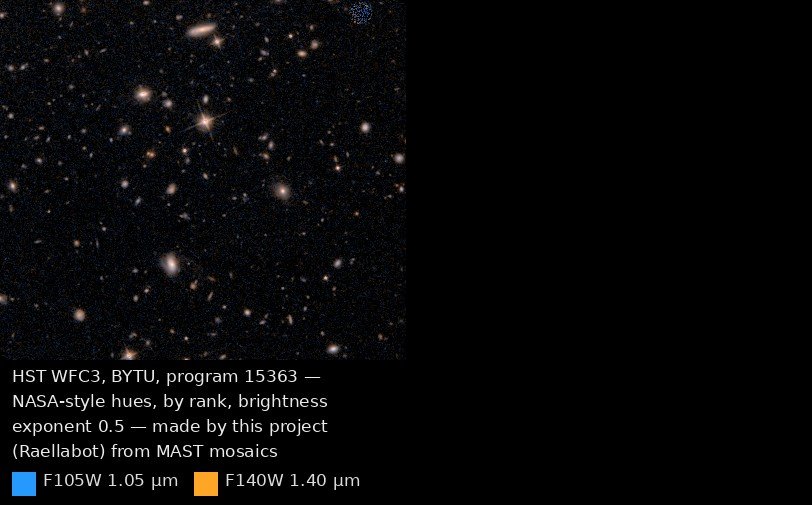 HST WFC3, BYTU, program 15363 —
NASA-style hues, by rank, brightness
exponent 0.5 — made by this project
(Raellabot) from MAST mosaics
F105W 1.05 µm F140W 1.40 µm